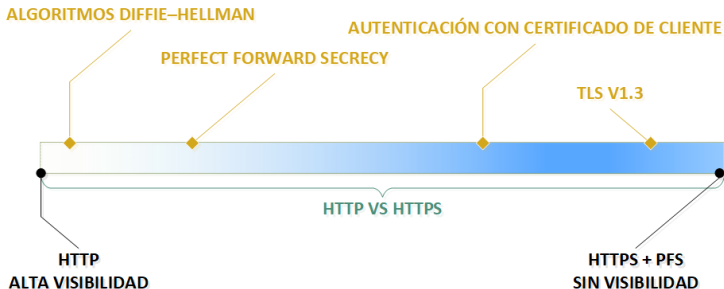 ALGORITMOS DIFFIE–HELLMAN
AUTENTICACIÓN CON CERTIFICADO DE CLIENTE
PERFECT FORWARD SECRECY
TLS V1.3
HTTP VS HTTPS
HTTP
ALTA VISIBILIDAD
HTTPS + PFS
SIN VISIBILIDAD